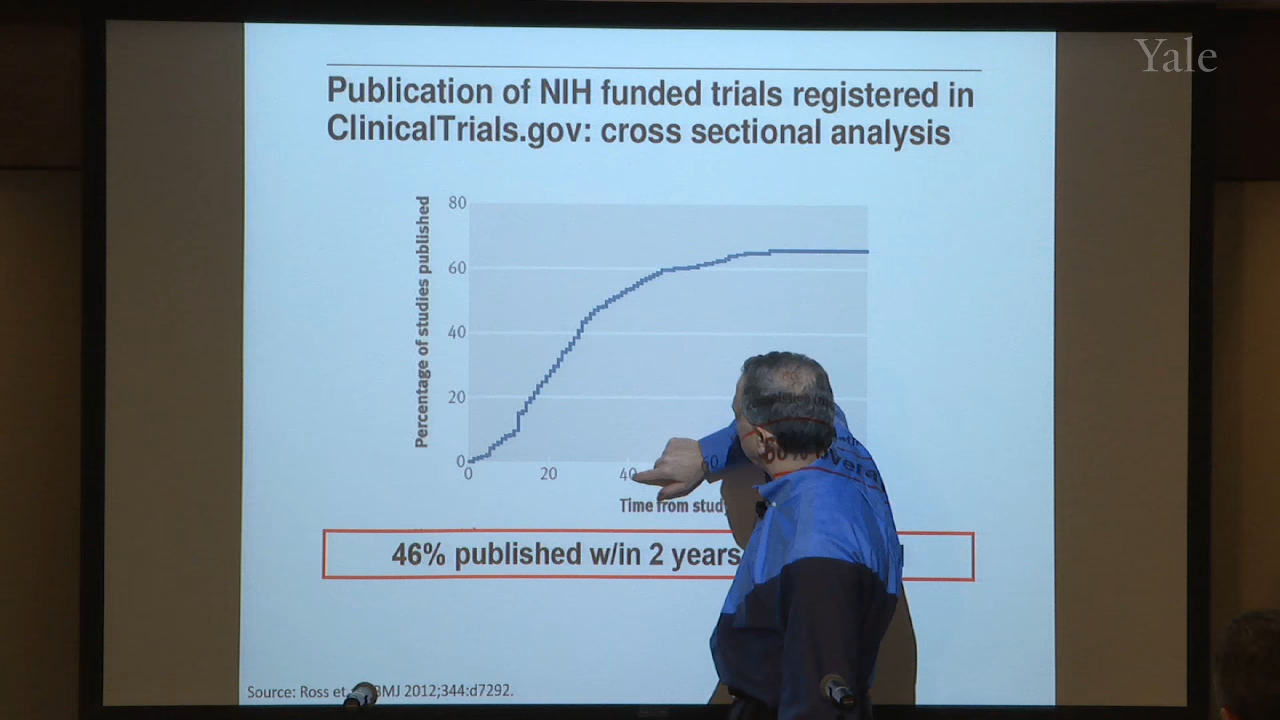 Yale
Publication of NIH funded trials registered in
ClinicalTrials.gov: cross sectional analysis
Percentage of studies published
80
60
40
20
0
0 20 40 60
Time from study
46% published w/in 2 years
Source: Ross et BMJ 2012;344:d7292.